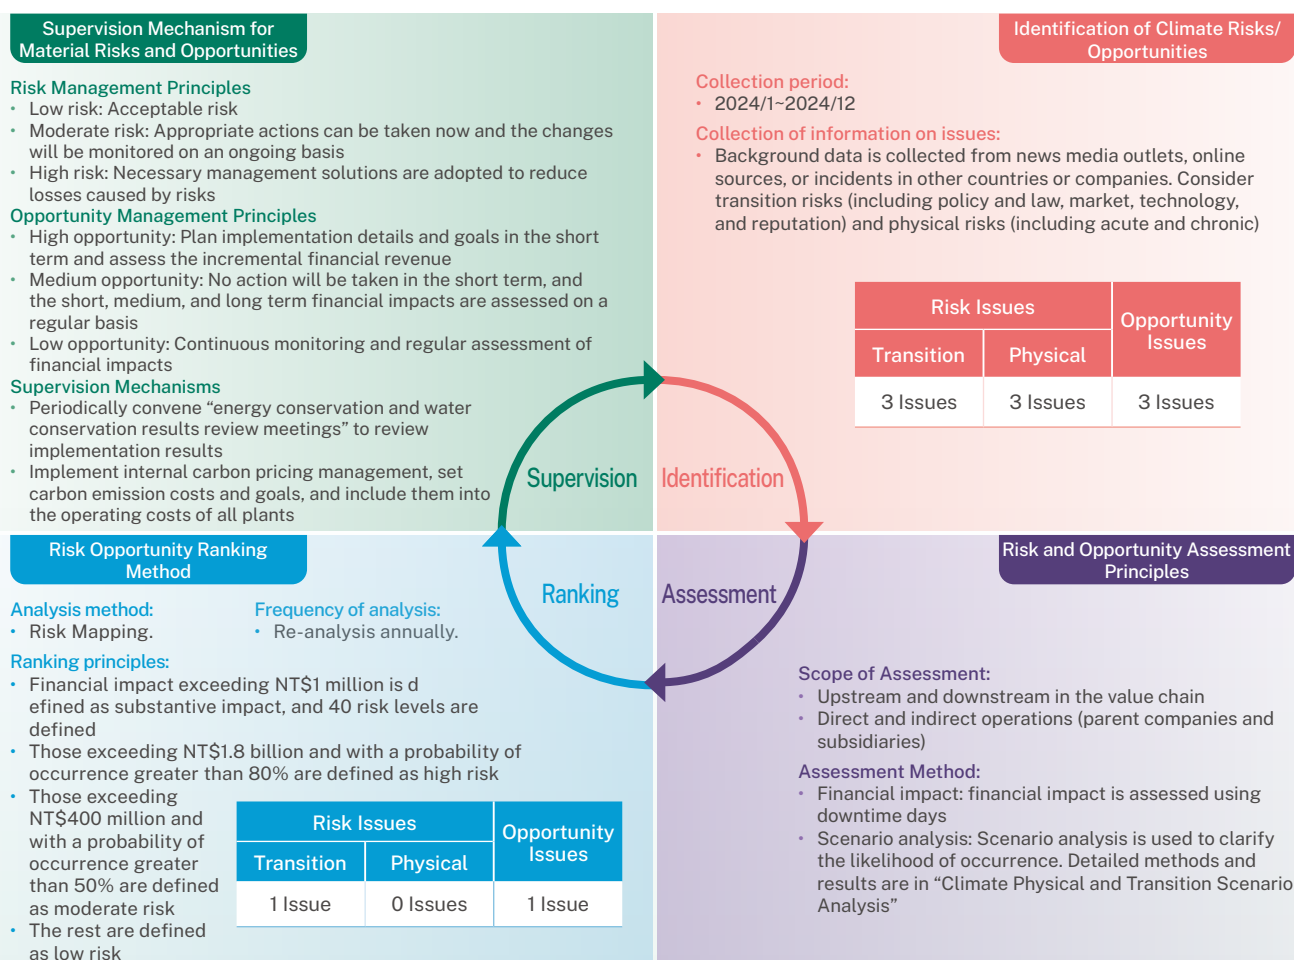 Supervision Mechanism for
Material Risks and Opportunities
Risk Management Principles
• Low risk: Acceptable risk
• Moderate risk: Appropriate actions can be taken now and the changes
will be monitored on an ongoing basis
• High risk: Necessary management solutions are adopted to reduce
losses caused by risks
Opportunity Management Principles
• High opportunity: Plan implementation details and goals in the short
term and assess the incremental financial revenue
• Medium opportunity: No action will be taken in the short term, and
the short, medium, and long term financial impacts are assessed on a
regular basis
• Low opportunity: Continuous monitoring and regular assessment of
financial impacts
Supervision Mechanisms
• Periodically convene “energy conservation and water
conservation results review meetings” to review
implementation results
• Implement internal carbon pricing management, set
carbon emission costs and goals, and include them into
the operating costs of all plants
Supervision
Identification of Climate Risks/
Opportunities
Collection period:
• 2024/1~2024/12
Collection of information on issues:
• Background data is collected from news media outlets, online
sources, or incidents in other countries or companies. Consider
transition risks (including policy and law, market, technology,
and reputation) and physical risks (including acute and chronic)
Risk Issues
Opportunity
Issues
Transition
Physical
3 Issues
3 Issues
3 Issues
Identification
Risk Opportunity Ranking
Method
Ranking
Analysis method:
• Risk Mapping.
Frequency of analysis:
• Re-analysis annually.
Ranking principles:
• Financial impact exceeding NT$1 million is d
efined as substantive impact, and 40 risk levels are
defined
• Those exceeding NT$1.8 billion and with a probability of
occurrence greater than 80% are defined as high risk
• Those exceeding
NT$400 million and
with a probability of
occurrence greater
than 50% are defined
as moderate risk
• The rest are defined
as low risk
Risk Issues
Opportunity
Issues
Transition
Physical
1 Issue
0 Issues
1 Issue
Risk and Opportunity Assessment
Principles
Assessment
Scope of Assessment:
• Upstream and downstream in the value chain
• Direct and indirect operations (parent companies and
subsidiaries)
Assessment Method:
• Financial impact: financial impact is assessed using
downtime days
• Scenario analysis: Scenario analysis is used to clarify
the likelihood of occurrence. Detailed methods and
results are in “Climate Physical and Transition Scenario
Analysis”